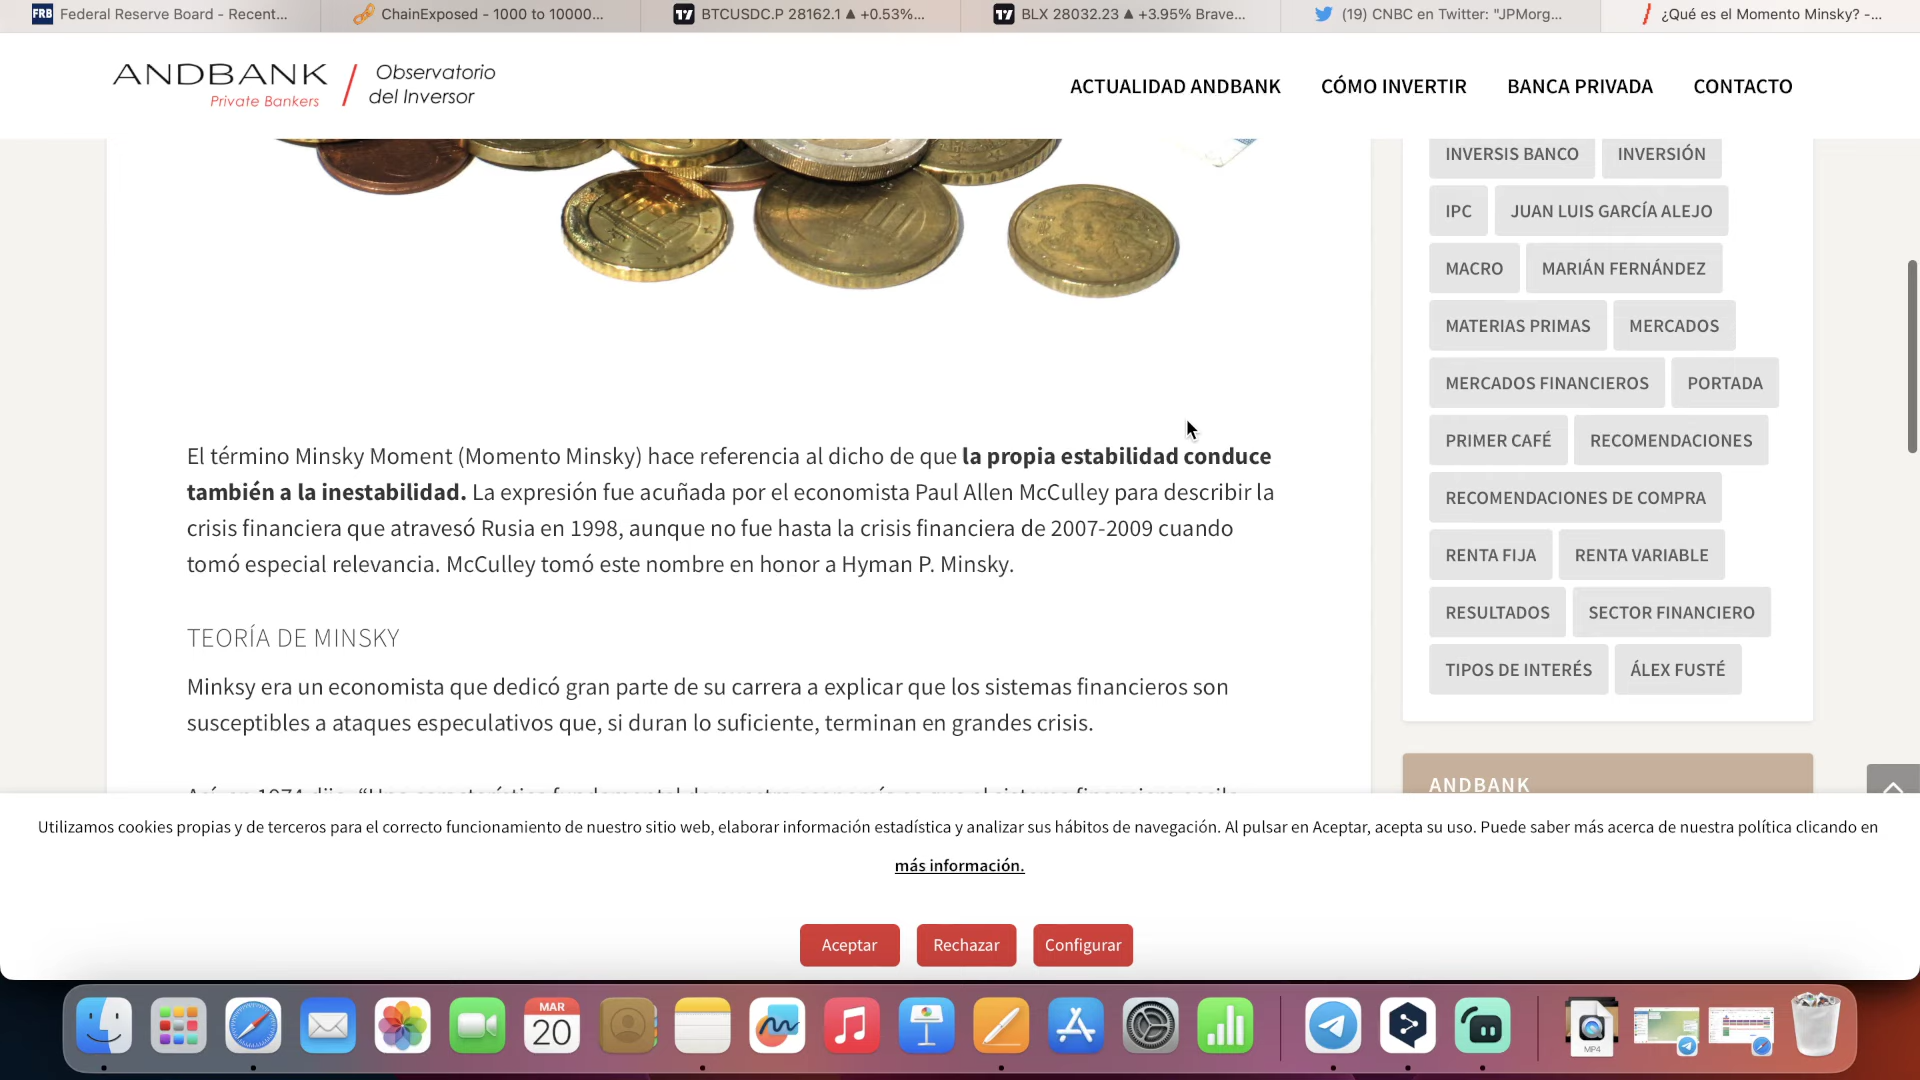 FRB Federal Reserve Board - Recent...
ChainExposed - 1000 to 10000...
BTCUSDC.P 28162.1 ▲ +0.53%...
BLX 28032.23 ▲ +3.95% Brave...
(19) CNBC en Twitter: "JPMorg...
¿Qué es el Momento Minsky? -...
ANDBANK
Private Bankers
Observatorio
del Inversor
ACTUALIDAD ANDBANK
CÓMO INVERTIR
BANCA PRIVADA
CONTACTO
El término Minsky Moment (Momento Minsky) hace referencia al dicho de que la propia estabilidad conduce
también a la inestabilidad. La expresión fue acuñada por el economista Paul Allen McCulley para describir la
crisis financiera que atravesó Rusia en 1998, aunque no fue hasta la crisis financiera de 2007-2009 cuando
tomó especial relevancia. McCulley tomó este nombre en honor a Hyman P. Minsky.
TEORÍA DE MINSKY
Minksy era un economista que dedicó gran parte de su carrera a explicar que los sistemas financieros son
susceptibles a ataques especulativos que, si duran lo suficiente, terminan en grandes crisis.
INVERSIS BANCO
INVERSIÓN
IPC
JUAN LUIS GARCÍA ALEJO
MACRO
MARIÁN FERNÁNDEZ
MATERIAS PRIMAS
MERCADOS
MERCADOS FINANCIEROS
PORTADA
PRIMER CAFÉ
RECOMENDACIONES
RECOMENDACIONES DE COMPRA
RENTA FIJA
RENTA VARIABLE
RESULTADOS
SECTOR FINANCIERO
TIPOS DE INTERÉS
ÁLEX FUSTÉ
ANDBANK
Utilizamos cookies propias y de terceros para el correcto funcionamiento de nuestro sitio web, elaborar información estadística y analizar sus hábitos de navegación. Al pulsar en Aceptar, acepta su uso. Puede saber más acerca de nuestra política clicando en
más información.
Aceptar
Rechazar
Configurar
MAR
20
MP4